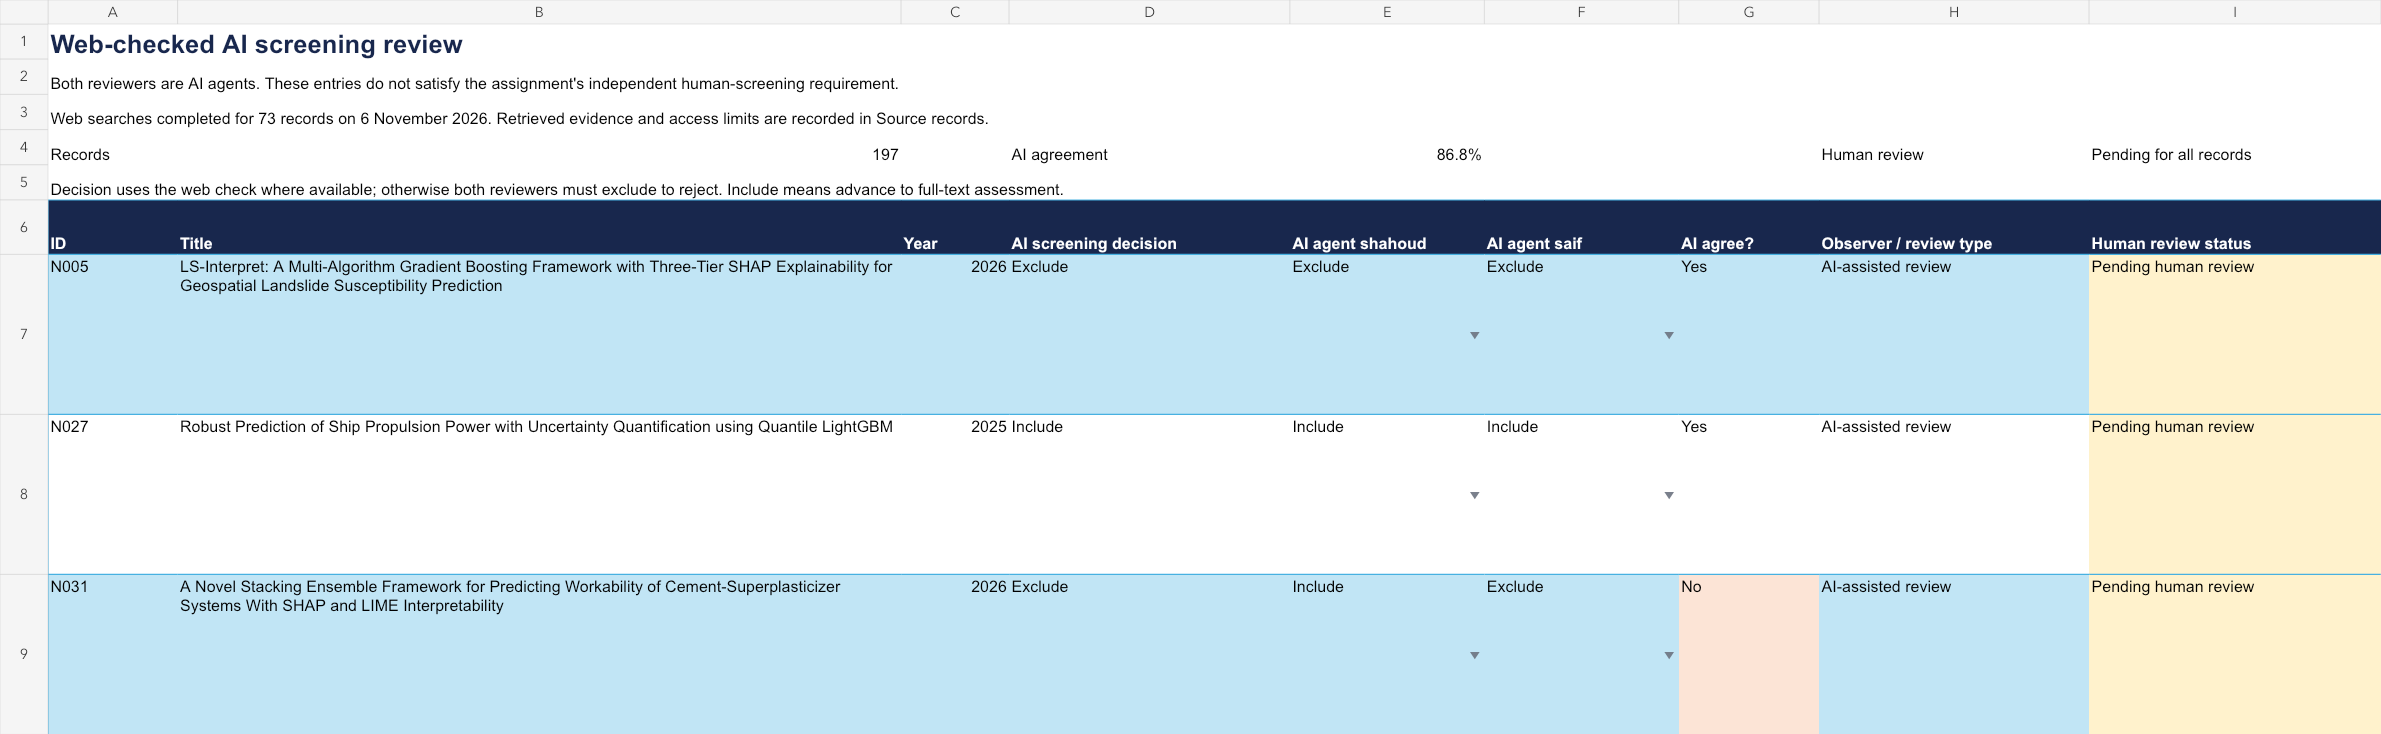 A B C D E F G H I
1 Web-checked AI screening review
2 Both reviewers are AI agents. These entries do not satisfy the assignment's independent human-screening requirement.
3 Web searches completed for 73 records on 6 November 2026. Retrieved evidence and access limits are recorded in Source records.
4 Records 197 AI agreement 86.8% Human review Pending for all records
5 Decision uses the web check where available; otherwise both reviewers must exclude to reject. Include means advance to full-text assessment.
6 ID Title Year AI screening decision AI agent shahoud AI agent saif AI agree? Observer / review type Human review status
N005 LS-Interpret: A Multi-Algorithm Gradient Boosting Framework with Three-Tier SHAP Explainability for 2026 Exclude Exclude Exclude Yes AI-assisted review Pending human review
Geospatial Landslide Susceptibility Prediction
7
N027 Robust Prediction of Ship Propulsion Power with Uncertainty Quantification using Quantile LightGBM 2025 Include Include Include Yes AI-assisted review Pending human review
8
N031 A Novel Stacking Ensemble Framework for Predicting Workability of Cement-Superplasticizer 2026 Exclude Include Exclude No AI-assisted review Pending human review
Systems With SHAP and LIME Interpretability
9